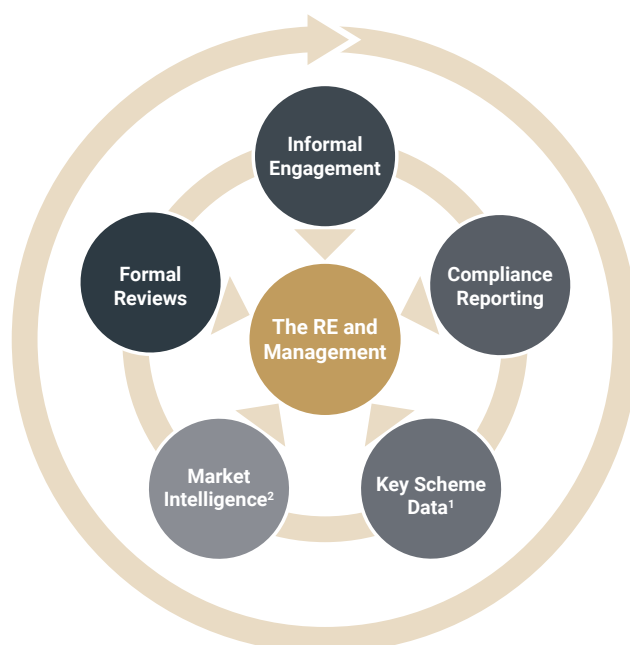 Informal
Engagement
Formal
Reviews
Compliance
Reporting
The RE and
Management
Market
Intelligence²
Key Scheme
Data¹